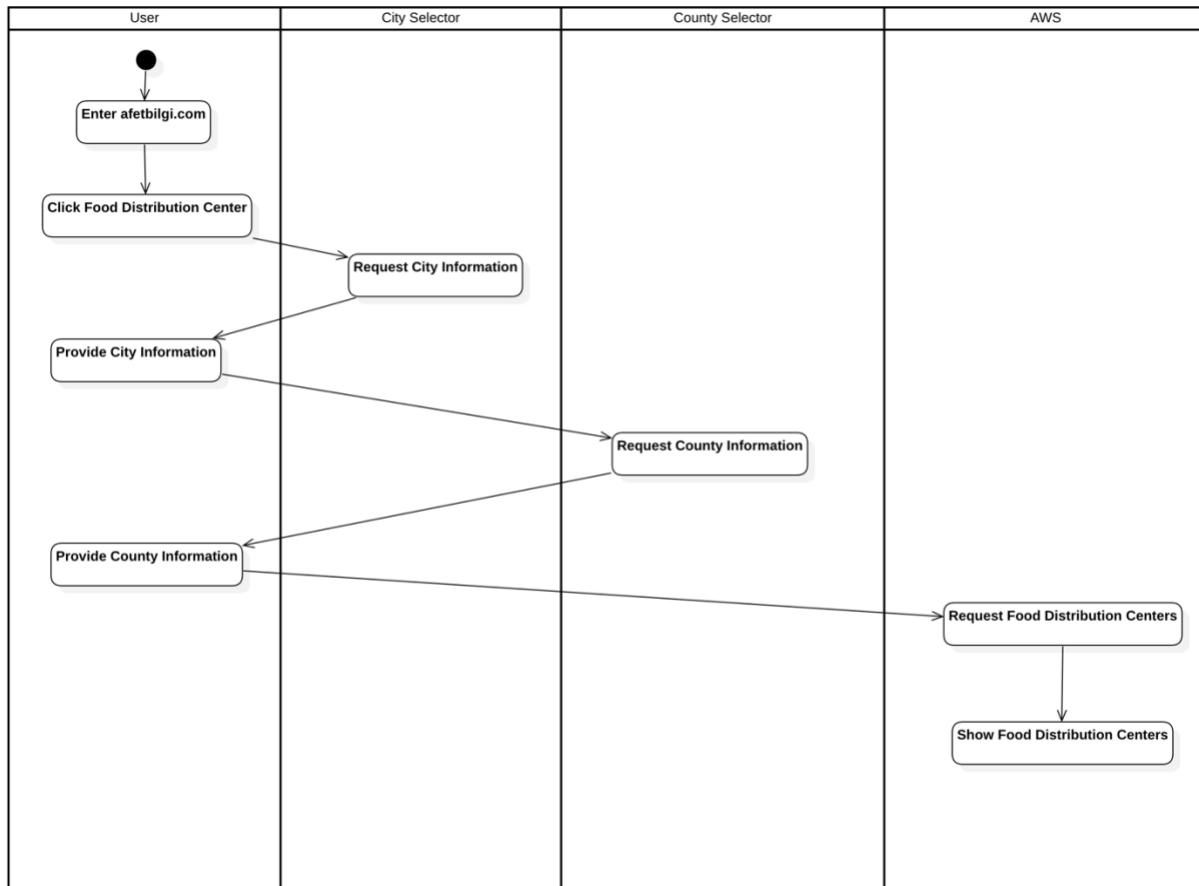 User
City Selector
County Selector
AWS
Enter afetbilgi.com
Click Food Distribution Center
Request City Information
Provide City Information
Request County Information
Provide County Information
Request Food Distribution Centers
Show Food Distribution Centers